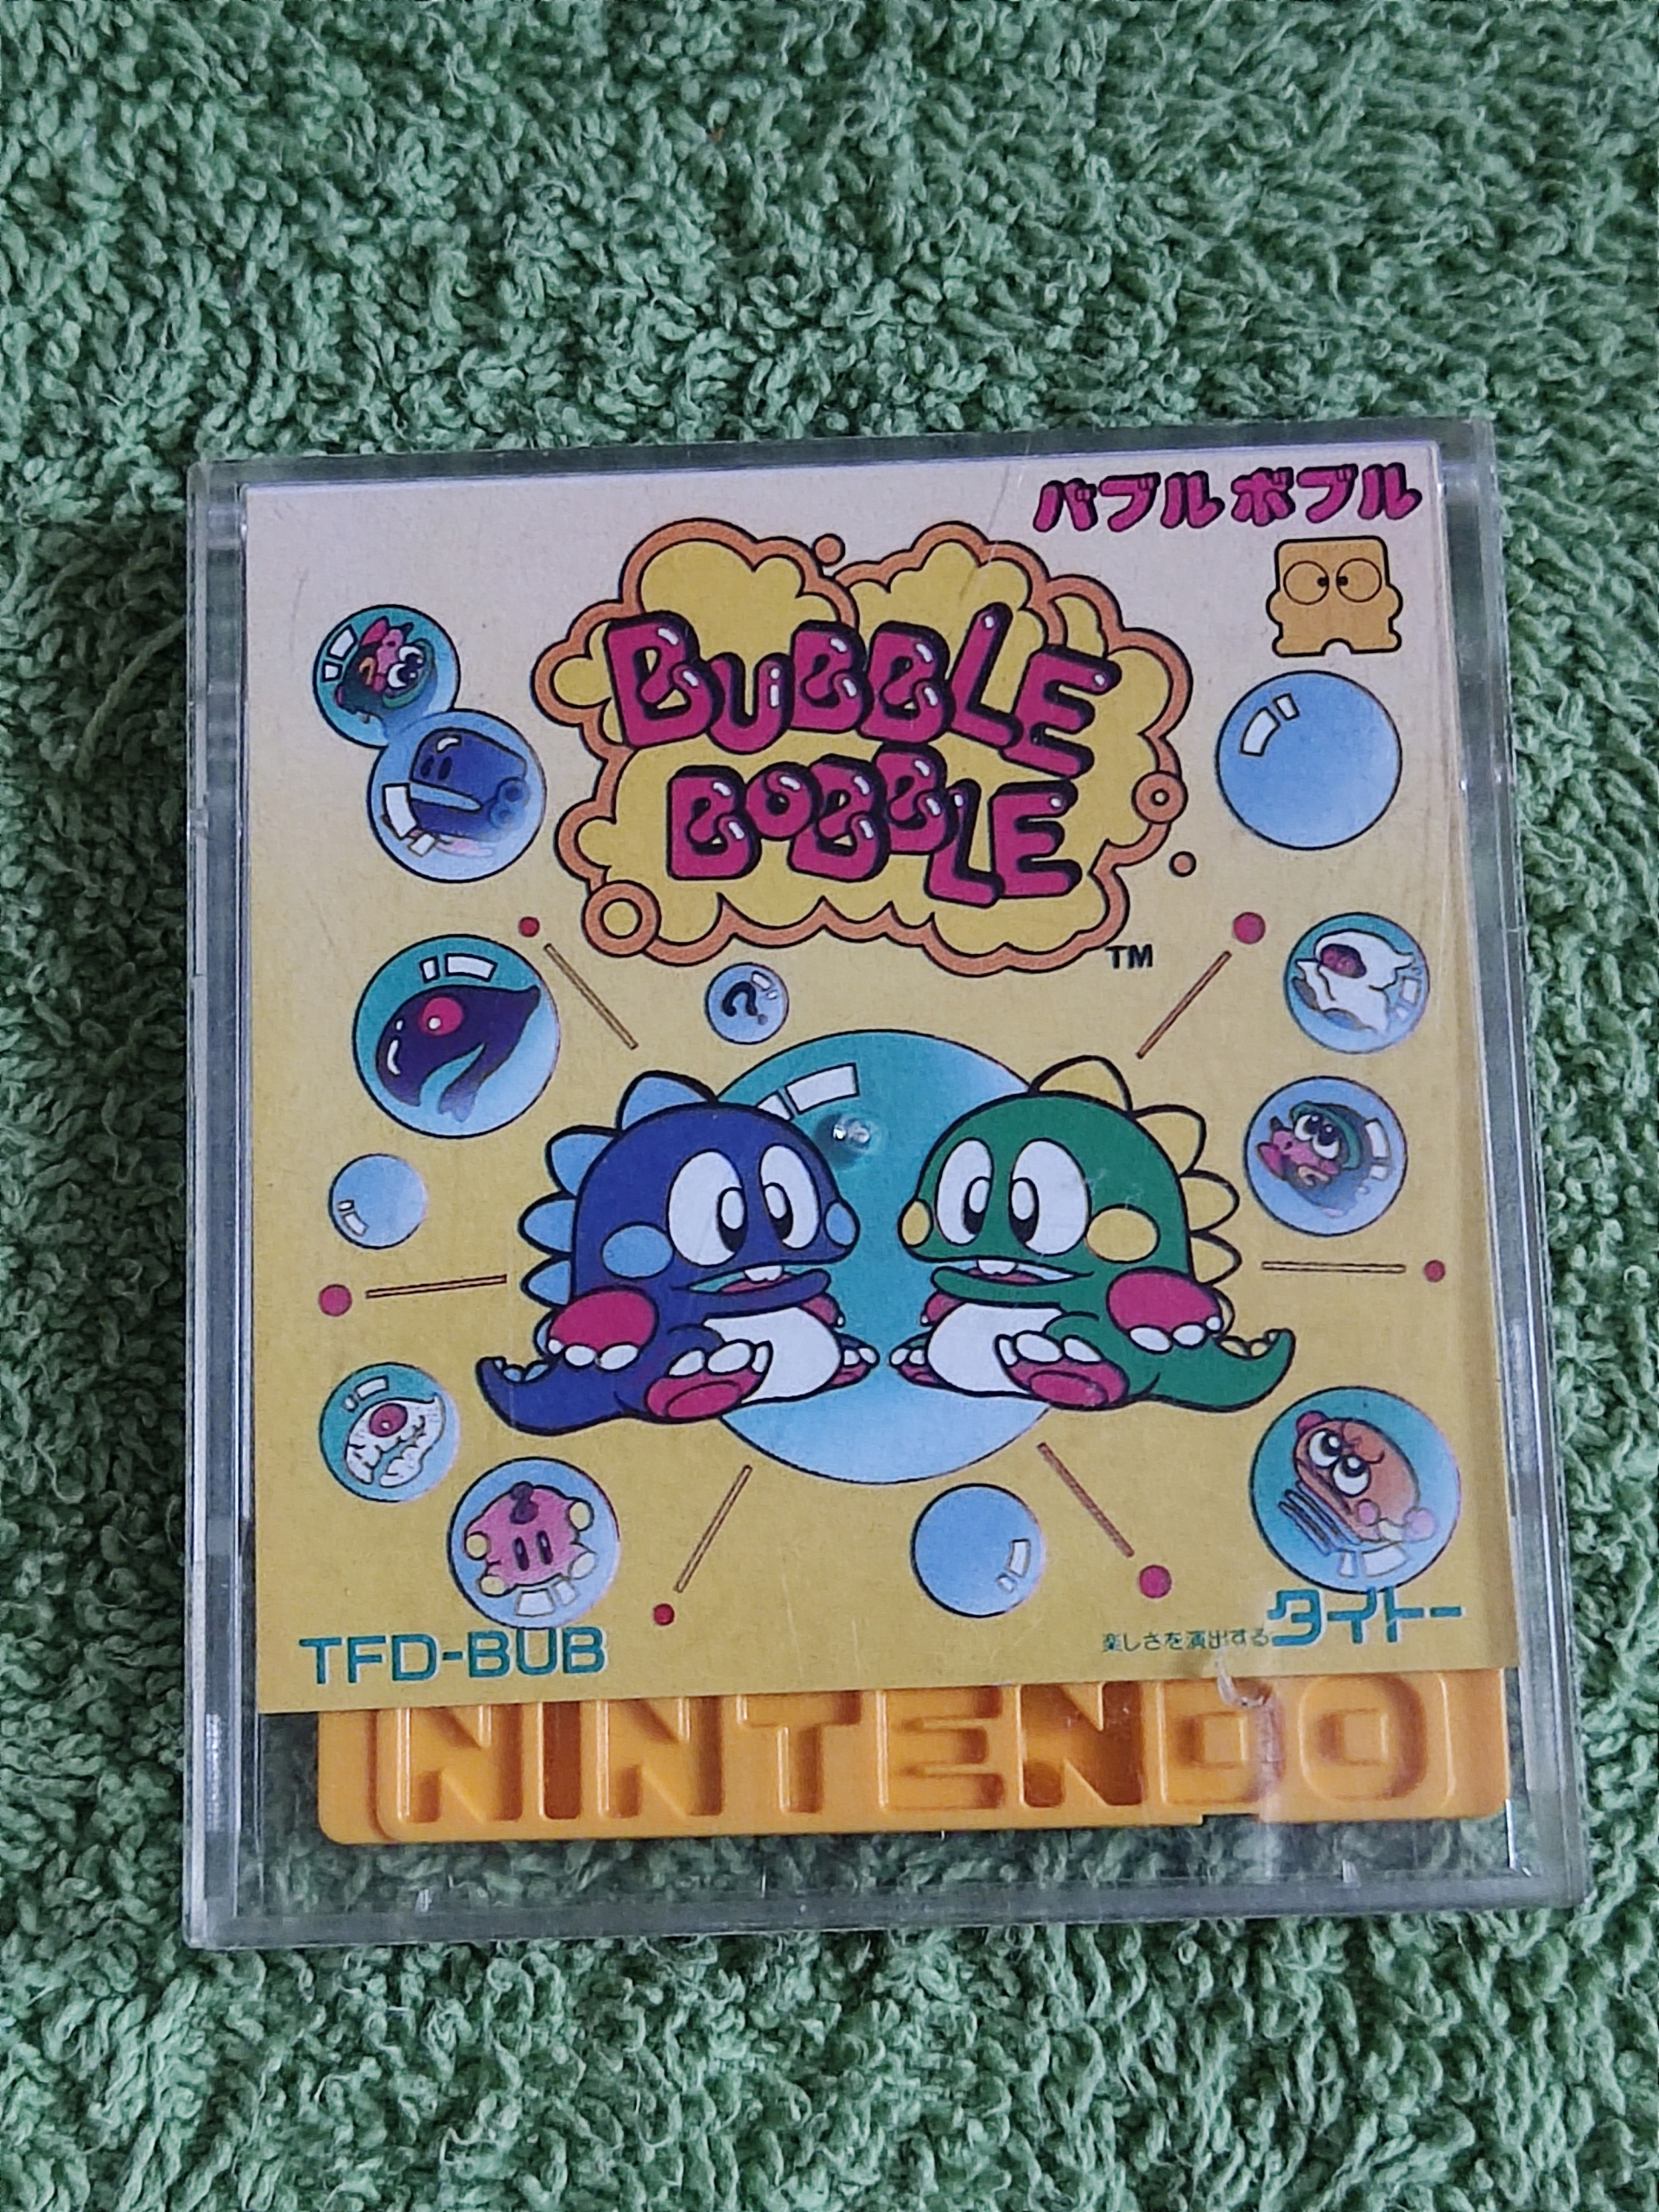 バブルボブル
BUBBLE
BOBBLE
TM
?
TFD-BUB
楽しさを演出するタイトー
NINTENDO